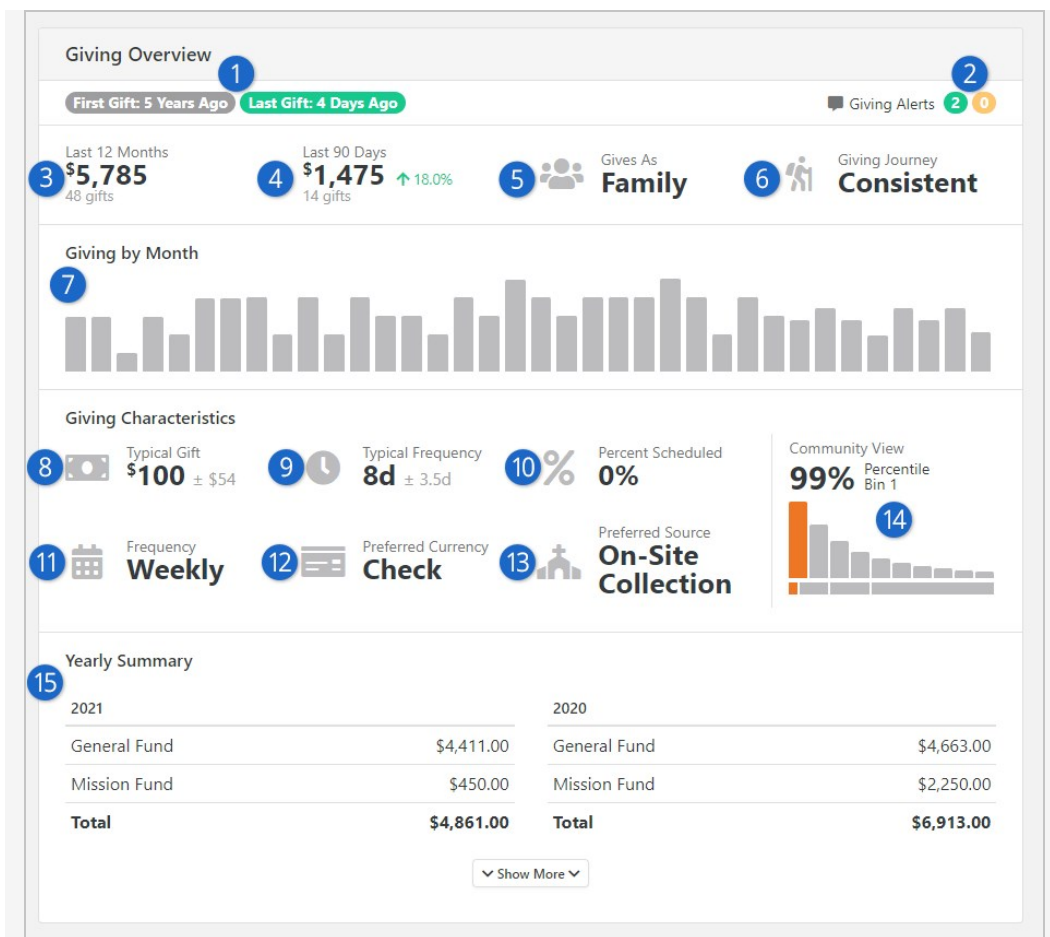 Giving Overview
1
2
First Gift: 5 Years Ago Last Gift: 4 Days Ago Giving Alerts 2 0
Last 12 Months Last 90 Days Gives As Giving Journey
3 $5,785 4 $1,475 18.0% 5 Family 6 Consistent
48 gifts 14 gifts
Giving by Month
7
Giving Characteristics
Typical Gift Typical Frequency Percent Scheduled
8 $100 ± $54 9 8d ± 3.5d 10 % 0%
Frequency Preferred Currency Preferred Source
11 Weekly 12 Check 13 On-Site
Collection
Community View
99% Percentile
Bin 1
14
Yearly Summary
15
2021 2020
General Fund $4,411.00 General Fund $4,663.00
Mission Fund $450.00 Mission Fund $2,250.00
Total $4,861.00 Total $6,913.00
Show More